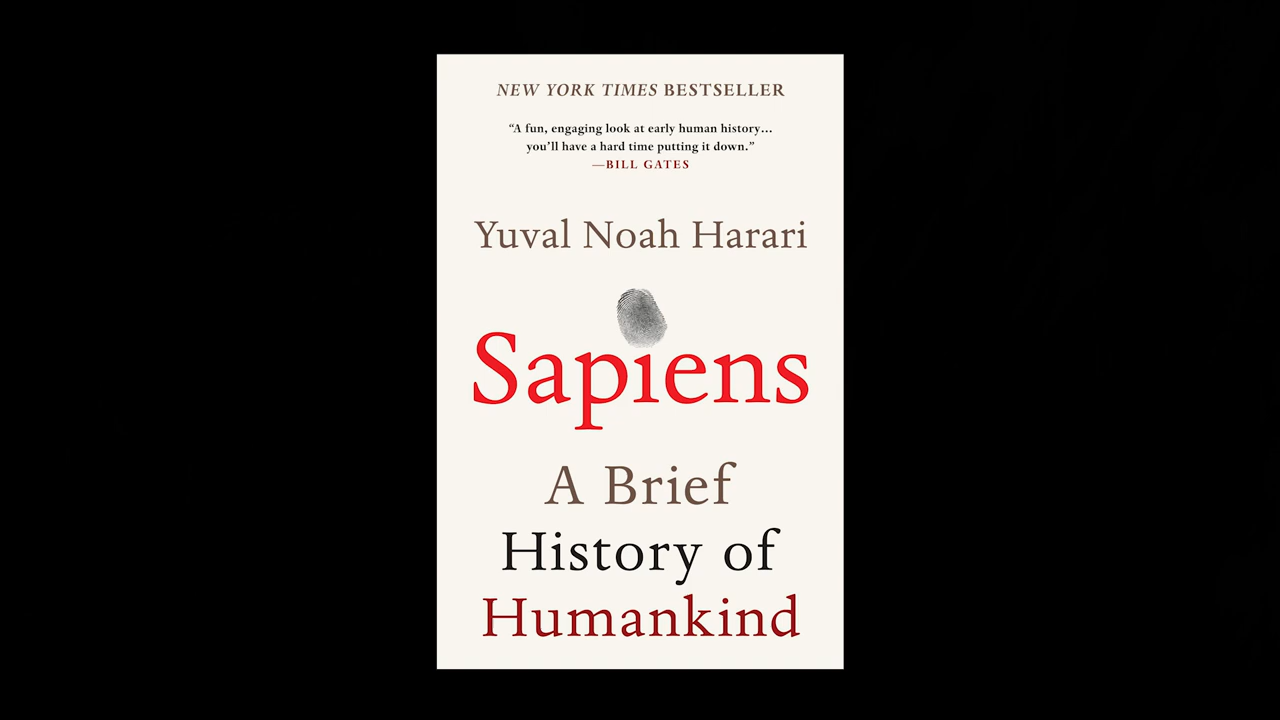 NEW YORK TIMES BESTSELLER
“A fun, engaging look at early human history…
you’ll have a hard time putting it down.”
—BILL GATES
Yuval Noah Harari
Sapiens
A Brief
History of
Humankind